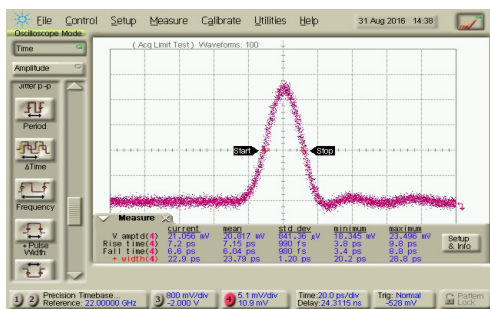 File Control Setup Measure Calibrate Utilities Help 31 Aug 2016 14:38
Oscilloscope Mode
Time
( Acq Limit Test ) Waveforms: 100
Amplitude
Jitter p-p
Period
Start Stop
ΔTime
Frequency
Measure
current mean std dev minimum maximum
V amptd(4) 21.056 mV 20.817 mV 841.36 µV 18.345 mV 23.496 mV
Rise time(4) 7.2 ps 7.15 ps 990 fs 3.8 ps 9.8 ps
Fall time(4) 6.6 ps 6.04 ps 990 fs 3.4 ps 8.8 ps
+ width(4) 22.9 ps 23.79 ps 1.20 ps 20.2 ps 28.8 ps
Setup & Info
+ Pulse Width
1 2 Precision Timebase... 3 800 mV/div 4 5.1 mV/div Time:20.0 ps/div Trig: Normal Pattern
Reference: 22.00000 GHz -2.000 V 10.9 mV Delay:24.3115 ns -528 mV Lock